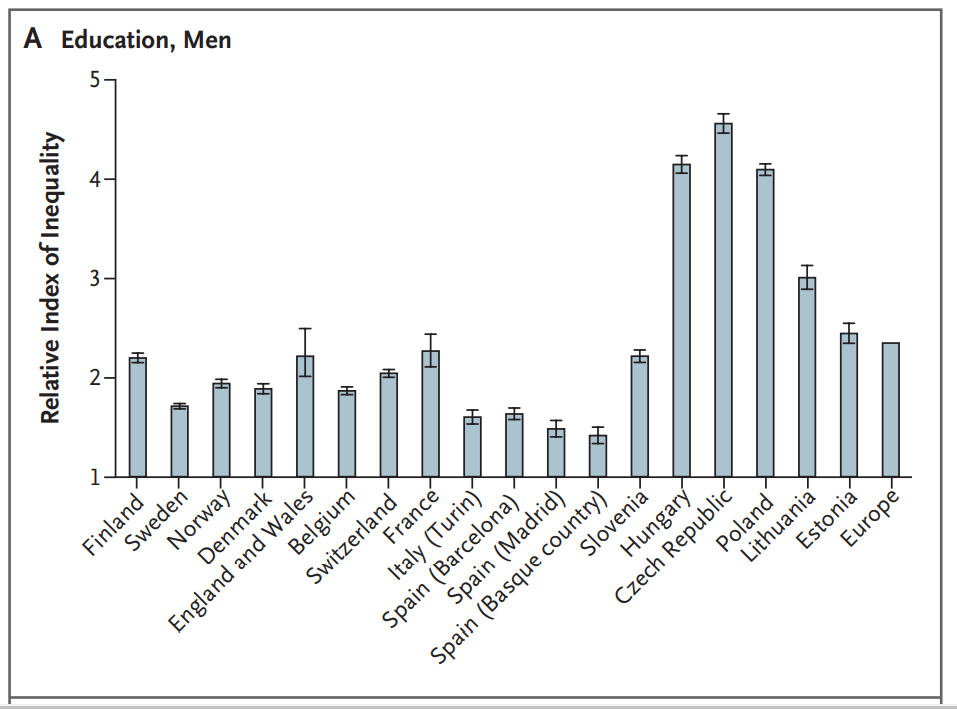 A Education, Men
Relative Index of Inequality
5
4
3
2
1
Finland
Sweden
Norway
Denmark
England and Wales
Belgium
Switzerland
France
Italy (Turin)
Spain (Barcelona)
Spain (Madrid)
Spain (Basque country)
Slovenia
Hungary
Czech Republic
Poland
Lithuania
Estonia
Europe